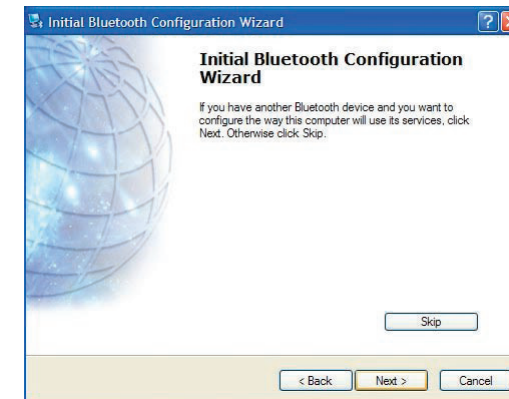 Initial Bluetooth Configuration Wizard
Initial Bluetooth Configuration
Wizard
If you have another Bluetooth device and you want to
configure the way this computer will use its services, click
Next. Otherwise click Skip.
Skip
< Back Next > Cancel